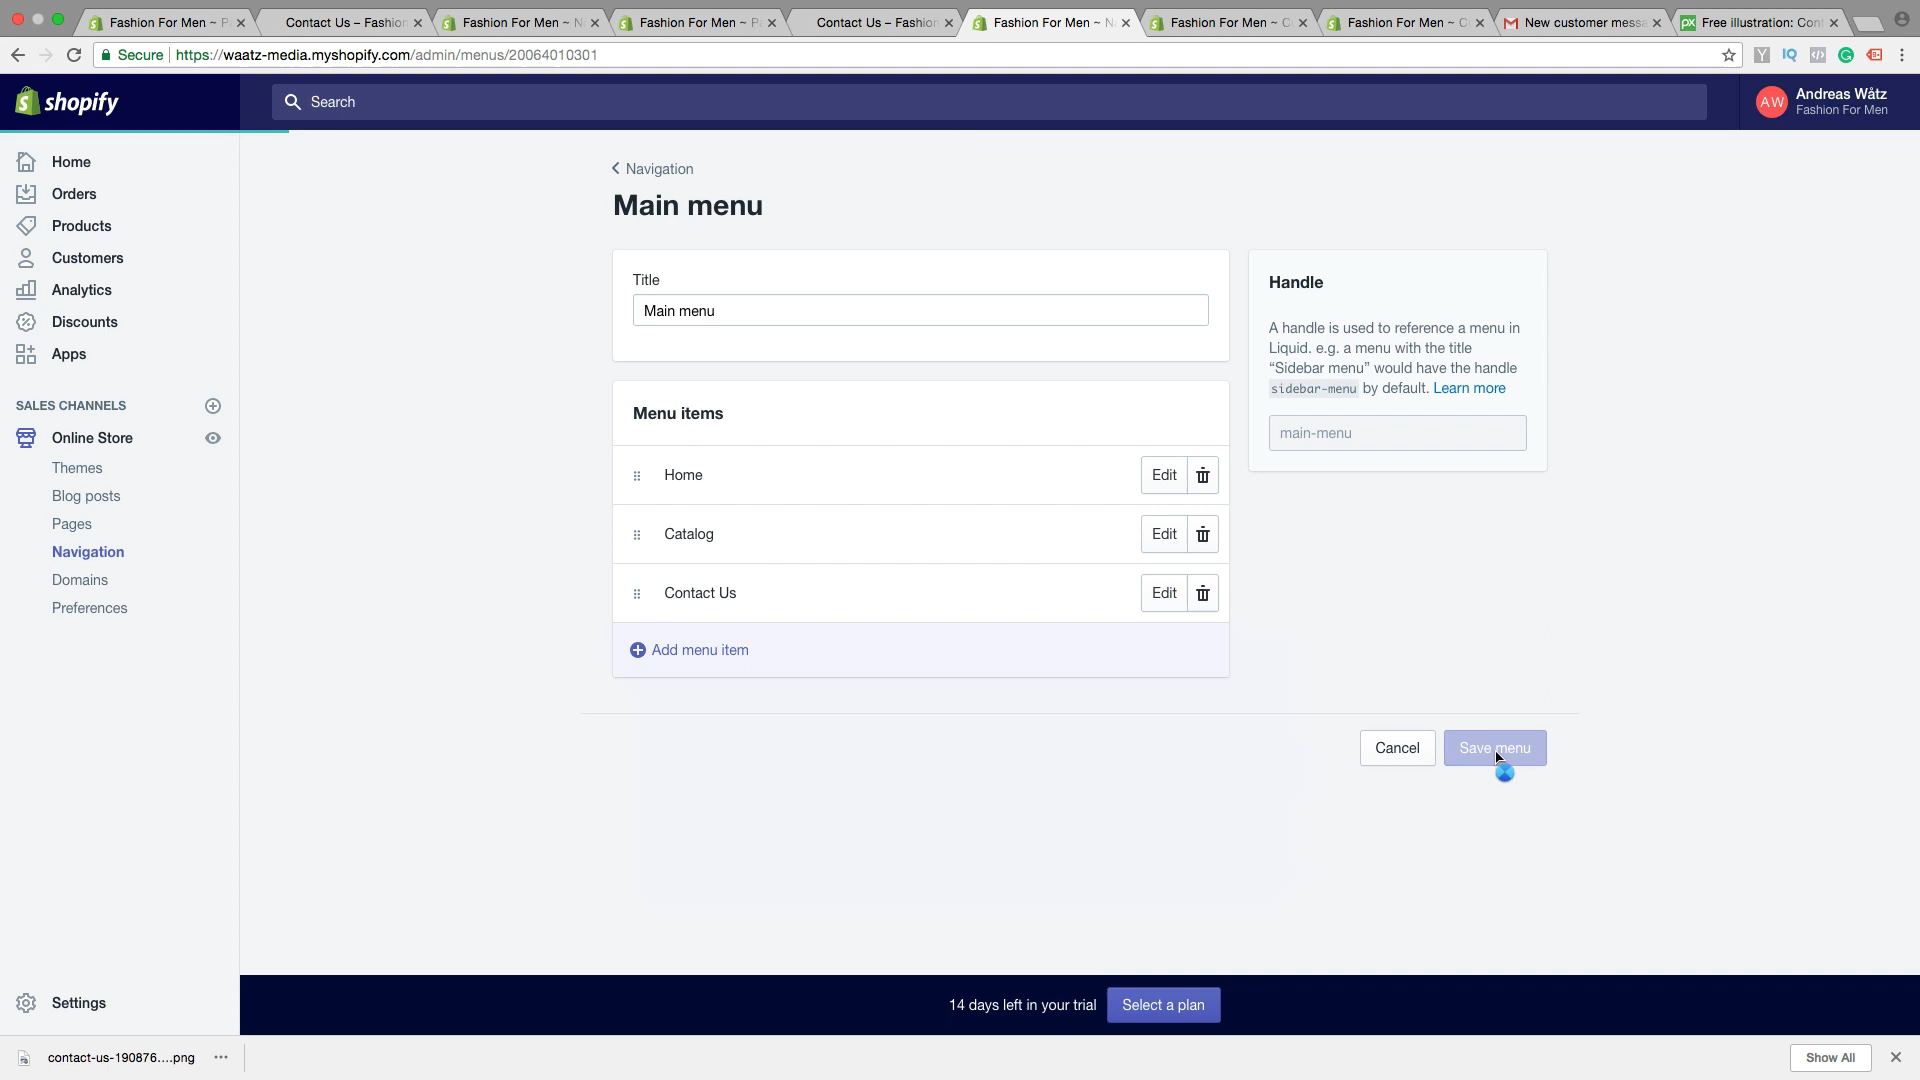 Fashion For Men ~ P
Contact Us – Fashion
Fashion For Men ~ N
Fashion For Men ~ P
Contact Us – Fashion
Fashion For Men ~ N
Fashion For Men ~ C
Fashion For Men ~ C
New customer messa
Free illustration: Cont
Secure
https://waatz-media.myshopify.com/admin/menus/20064010301
shopify
Search
AW
Andreas Wåtz
Fashion For Men
Home
Orders
Products
Customers
Analytics
Discounts
Apps
SALES CHANNELS
Online Store
Themes
Blog posts
Pages
Navigation
Domains
Preferences
Settings
Navigation
Main menu
Title
Main menu
Menu items
Home
Edit
Catalog
Edit
Contact Us
Edit
Add menu item
Handle
A handle is used to reference a menu in
Liquid. e.g. a menu with the title
“Sidebar menu” would have the handle
sidebar-menu by default. Learn more
main-menu
Cancel
Save menu
14 days left in your trial
Select a plan
contact-us-190876....png
Show All